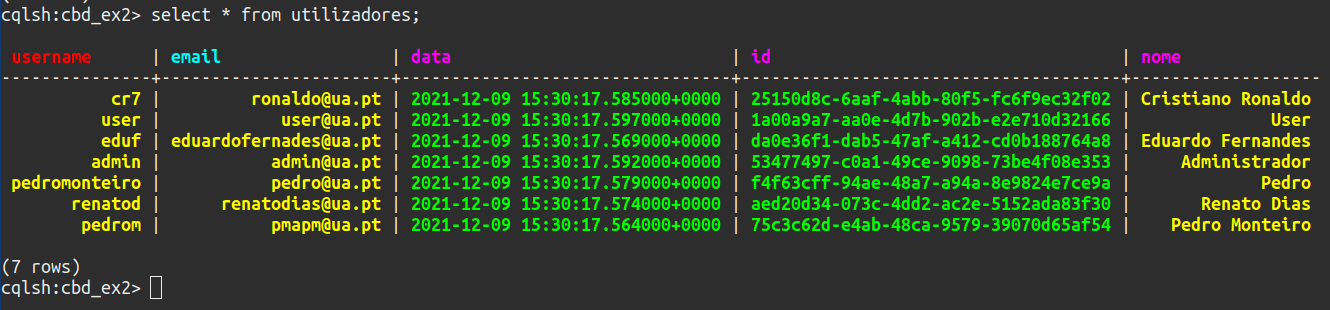 cqlsh:cbd_ex2> select * from utilizadores;
username | email | data | id | nome
--------------+----------------------+---------------------------------+--------------------------------------+-------------------
cr7 | ronaldo@ua.pt | 2021-12-09 15:30:17.585000+0000 | 25150d8c-6aaf-4abb-80f5-fc6f9ec32f02 | Cristiano Ronaldo
user | user@ua.pt | 2021-12-09 15:30:17.597000+0000 | 1a00a9a7-aa0e-4d7b-902b-e2e710d32166 | User
eduf | eduardofernades@ua.pt | 2021-12-09 15:30:17.569000+0000 | da0e36f1-dab5-47af-a412-cd0b188764a8 | Eduardo Fernandes
admin | admin@ua.pt | 2021-12-09 15:30:17.592000+0000 | 53477497-c0a1-49ce-9098-73be4f08e353 | Administrador
pedromonteiro | pedro@ua.pt | 2021-12-09 15:30:17.579000+0000 | f4f63cff-94ae-48a7-a94a-8e9824e7ce9a | Pedro
renatod | renatodias@ua.pt | 2021-12-09 15:30:17.574000+0000 | aed20d34-073c-4dd2-ac2e-5152ada83f30 | Renato Dias
pedrom | pmapm@ua.pt | 2021-12-09 15:30:17.564000+0000 | 75c3c62d-e4ab-48ca-9579-39070d65af54 | Pedro Monteiro
(7 rows)
cqlsh:cbd_ex2>